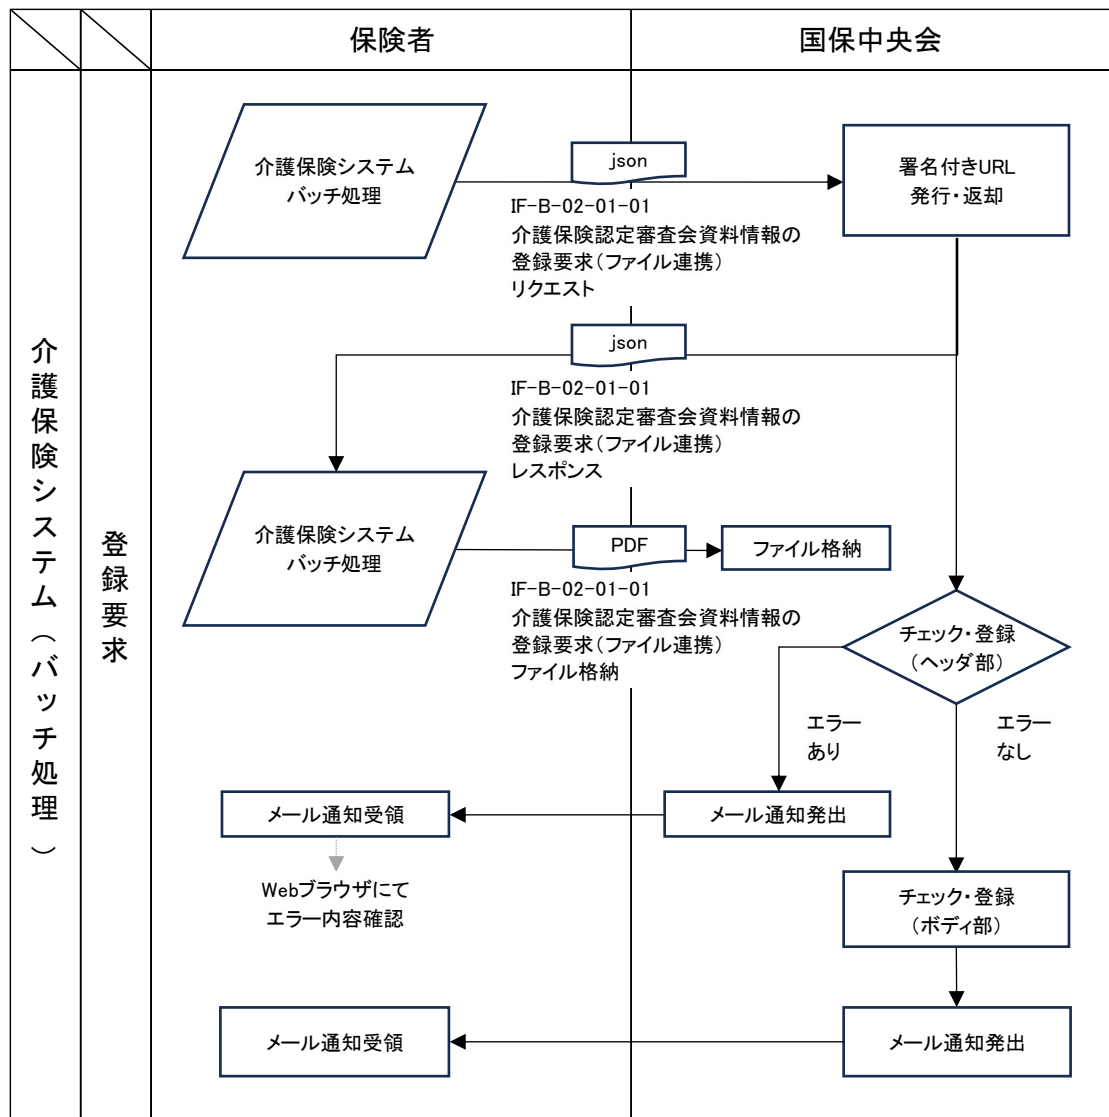 保険者
国保中央会
介護保険システム（バッチ処理）
登録要求
介護保険システム
バッチ処理
json
署名付きURL
発行・返却
IF-B-02-01-01
介護保険認定審査会資料情報の
登録要求（ファイル連携）
リクエスト
json
IF-B-02-01-01
介護保険認定審査会資料情報の
登録要求（ファイル連携）
レスポンス
介護保険システム
バッチ処理
PDF
ファイル格納
IF-B-02-01-01
介護保険認定審査会資料情報の
登録要求（ファイル連携）
ファイル格納
チェック・登録
（ヘッダ部）
エラー
あり
エラー
なし
メール通知受領
メール通知発出
Webブラウザにて
エラー内容確認
チェック・登録
（ボディ部）
メール通知受領
メール通知発出